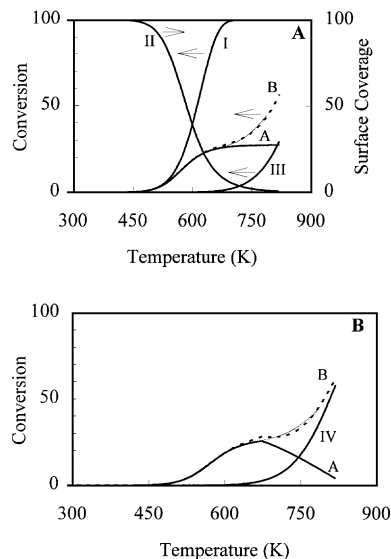 100
100
A
II
I
Conversion
50
B
50
Surface Coverage
A
III
0
0
300
450
600
750
900
Temperature (K)
100
B
Conversion
B
50
IV
A
0
300
450
600
750
900
Temperature (K)